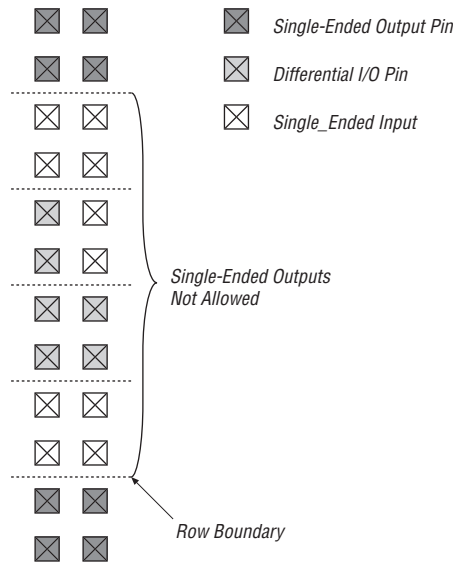 Single-Ended Output Pin
Differential I/O Pin
Single_Ended Input
Single-Ended Outputs
Not Allowed
Row Boundary